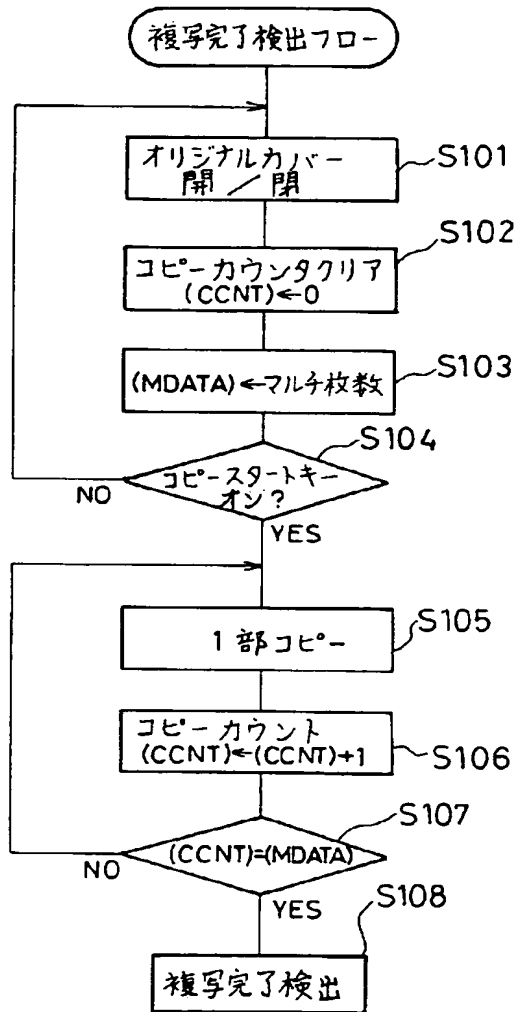 複写完了検出フロー
オリジナルカバー
開/閉
S101
S102
コピーカウンタクリア
(CCNT)←0
(MDATA)←マルチ枚数
S103
S104
コピースタートキー
オン?
NO
YES
1部コピー
S105
コピーカウント
(CCNT)←(CCNT)+1
S106
S107
(CCNT)=(MDATA)
NO
YES
S108
複写完了検出